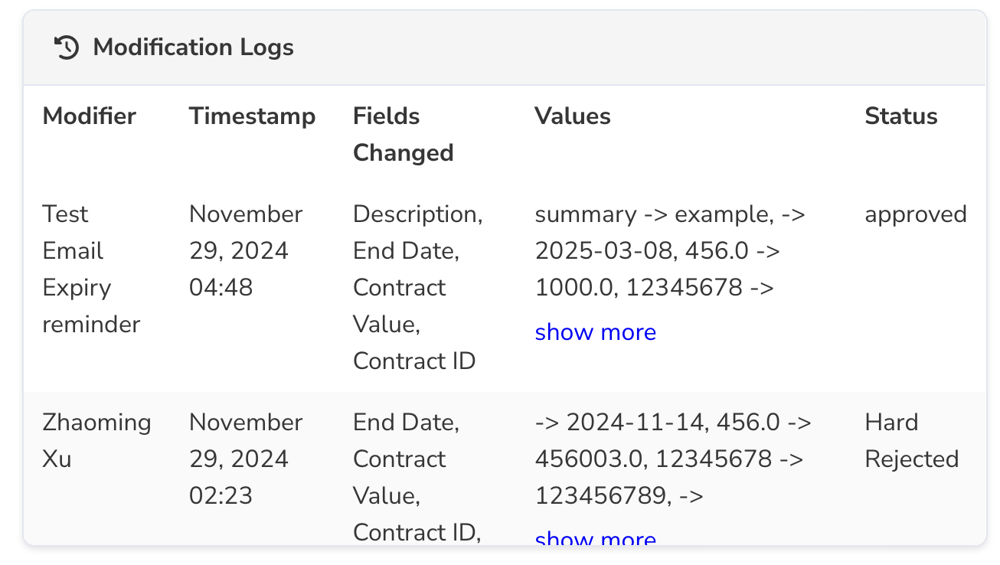 Modification Logs
Modifier Timestamp Fields Changed Values Status
Test Email Expiry reminder
November 29, 2024 04:48
Description, End Date, Contract Value, Contract ID
summary -> example, -> 2025-03-08, 456.0 -> 1000.0, 12345678 ->
show more
approved
Zhaoming Xu
November 29, 2024 02:23
End Date, Contract Value, Contract ID,
-> 2024-11-14, 456.0 -> 456003.0, 12345678 -> 123456789, ->
show more
Hard Rejected